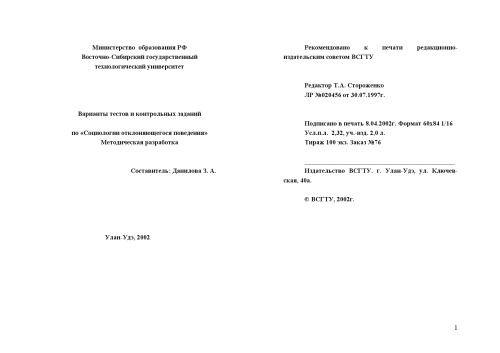 Министерство образования РФ
Восточно-Сибирский государственный
технологический университет
Варианты тестов и контрольных заданий
по «Социологии отклоняющегося поведения»
Методическая разработка
Составитель: Данилова З. А.
Улан-Удэ, 2002
Рекомендовано к печати редакционно-
издательским советом ВСГТУ
Редактор Т.А. Стороженко
ЛР №020456 от 30.07.1997г.
Подписано в печать 8.04.2002г. Формат 60х84 1/16
Усл.п.л. 2,32, уч.-изд. 2,0 л.
Тираж 100 экз. Заказ №76
Издательство ВСГТУ. г. Улан-Удэ, ул. Ключев-
ская, 40а.
© ВСГТУ, 2002г.
1